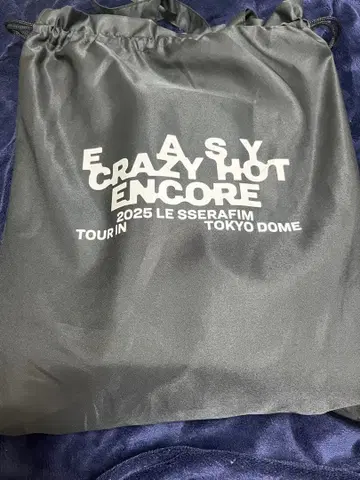 EASY
CRAZY HOT
ENCORE
2025 LE SSERAFIM
TOUR IN TOKYO DOME